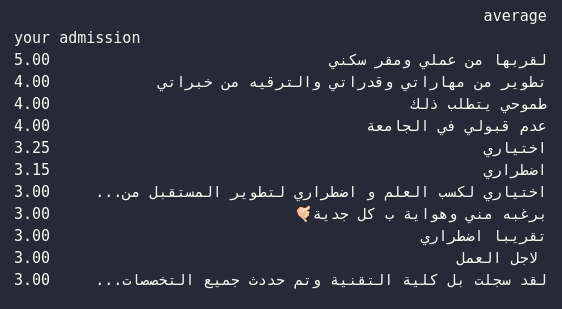 average
your admission
لقربها من عملي ومقر سكني 5.00
تطوير من مهاراتي وقدراتي والترقيه من خبراتي 4.00
طموحي يتطلب ذلك 4.00
عدم قبولي في الجامعة 4.00
اختياري 3.25
اضطراري 3.15
اختياري لكسب العلم و اضطراري لتطوير المستقبل من... 3.00
برغبه مني وهواية ب كل جدية🤏🏼 3.00
تقريبا اضطراري 3.00
لاجل العمل 3.00
لقد سجلت بل كلية التقنية وتم حددث جميع التخصصات... 3.00